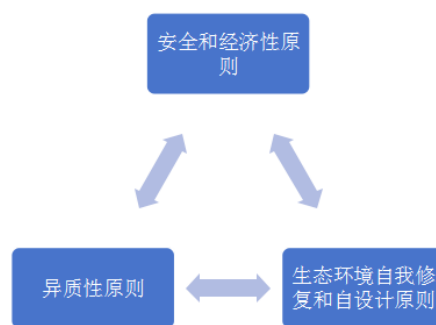 安全和经济性原
则
异质性原则
生态环境自我修
复和自设计原则